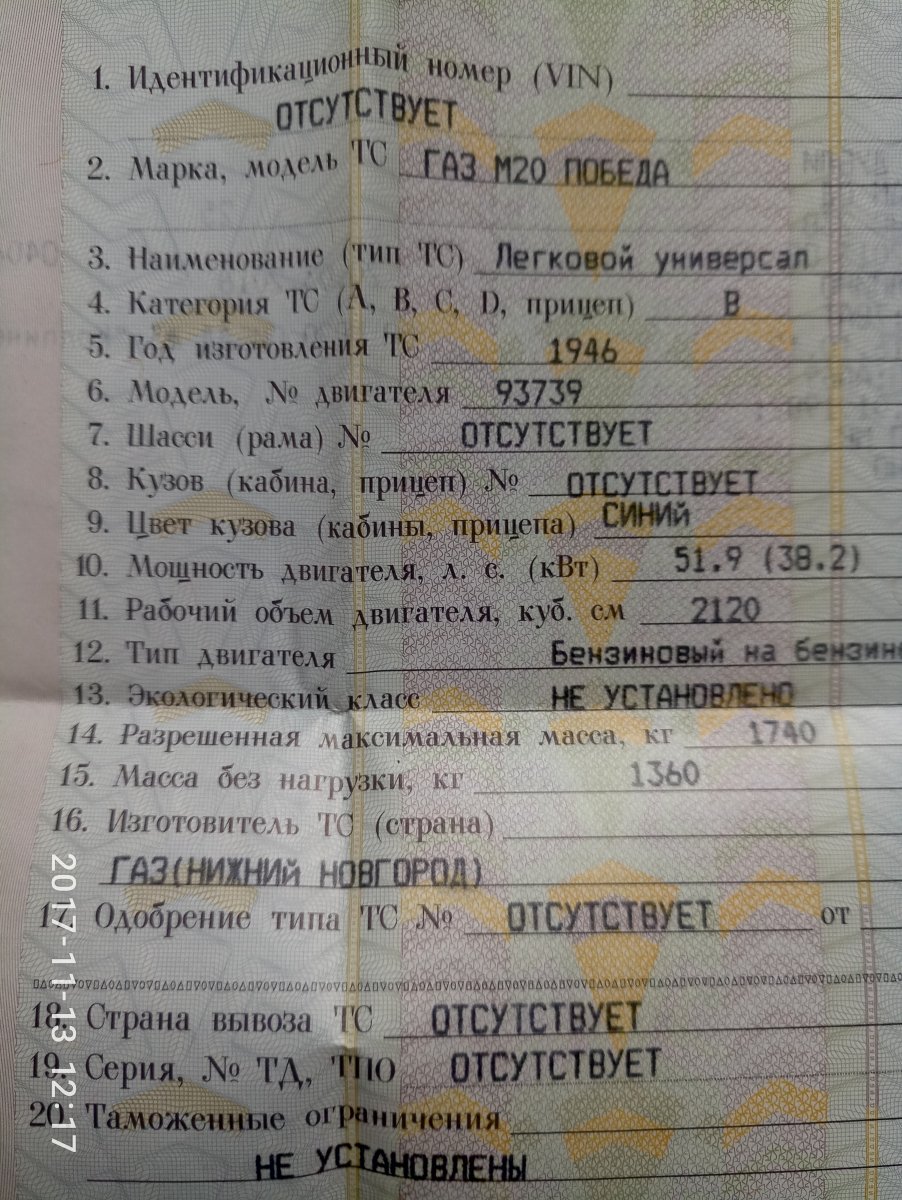 1. Идентификационный номер (VIN)
ОТСУТСТВУЕТ
2. Марка, модель ТС ГАЗ М20 ПОБЕДА
3. Наименование (тип ТС) Легковой универсал
4. Категория ТС (A, B, C, D, прицеп) B
5. Год изготовления ТС 1946
6. Модель, № двигателя 93739
7. Шасси (рама) № ОТСУТСТВУЕТ
8. Кузов (кабина, прицеп) № ОТСУТСТВУЕТ
9. Цвет кузова (кабины, прицепа) СИНИЙ
10. Мощность двигателя, л. с. (кВт) 51.9 (38.2)
11. Рабочий объем двигателя, куб. см 2120
12. Тип двигателя Бензиновый на бензин
13. Экологический класс НЕ УСТАНОВЛЕНО
14. Разрешенная максимальная масса, кг 1740
15. Масса без нагрузки, кг 1360
16. Изготовитель ТС (страна)
ГАЗ(НИЖНИЙ НОВГОРОД)
17. Одобрение типа ТС № ОТСУТСТВУЕТ от
18. Страна вывоза ТС ОТСУТСТВУЕТ
19. Серия, № ТД, ТПО ОТСУТСТВУЕТ
20. Таможенные ограничения
НЕ УСТАНОВЛЕНЫ
2017-11-13 12:17